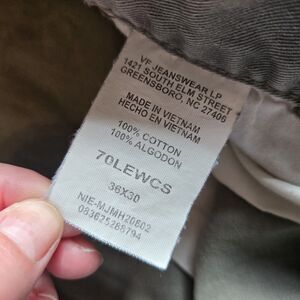 VF JEANSWEAR LP
1421 SOUTH ELM STREET
GREENSBORO, NC 27406
MADE IN VIETNAM
HECHO EN VIETNAM
100% COTTON
100% ALGODON
70LEWCS
36X30
NIE-MJMH20602
083625288794